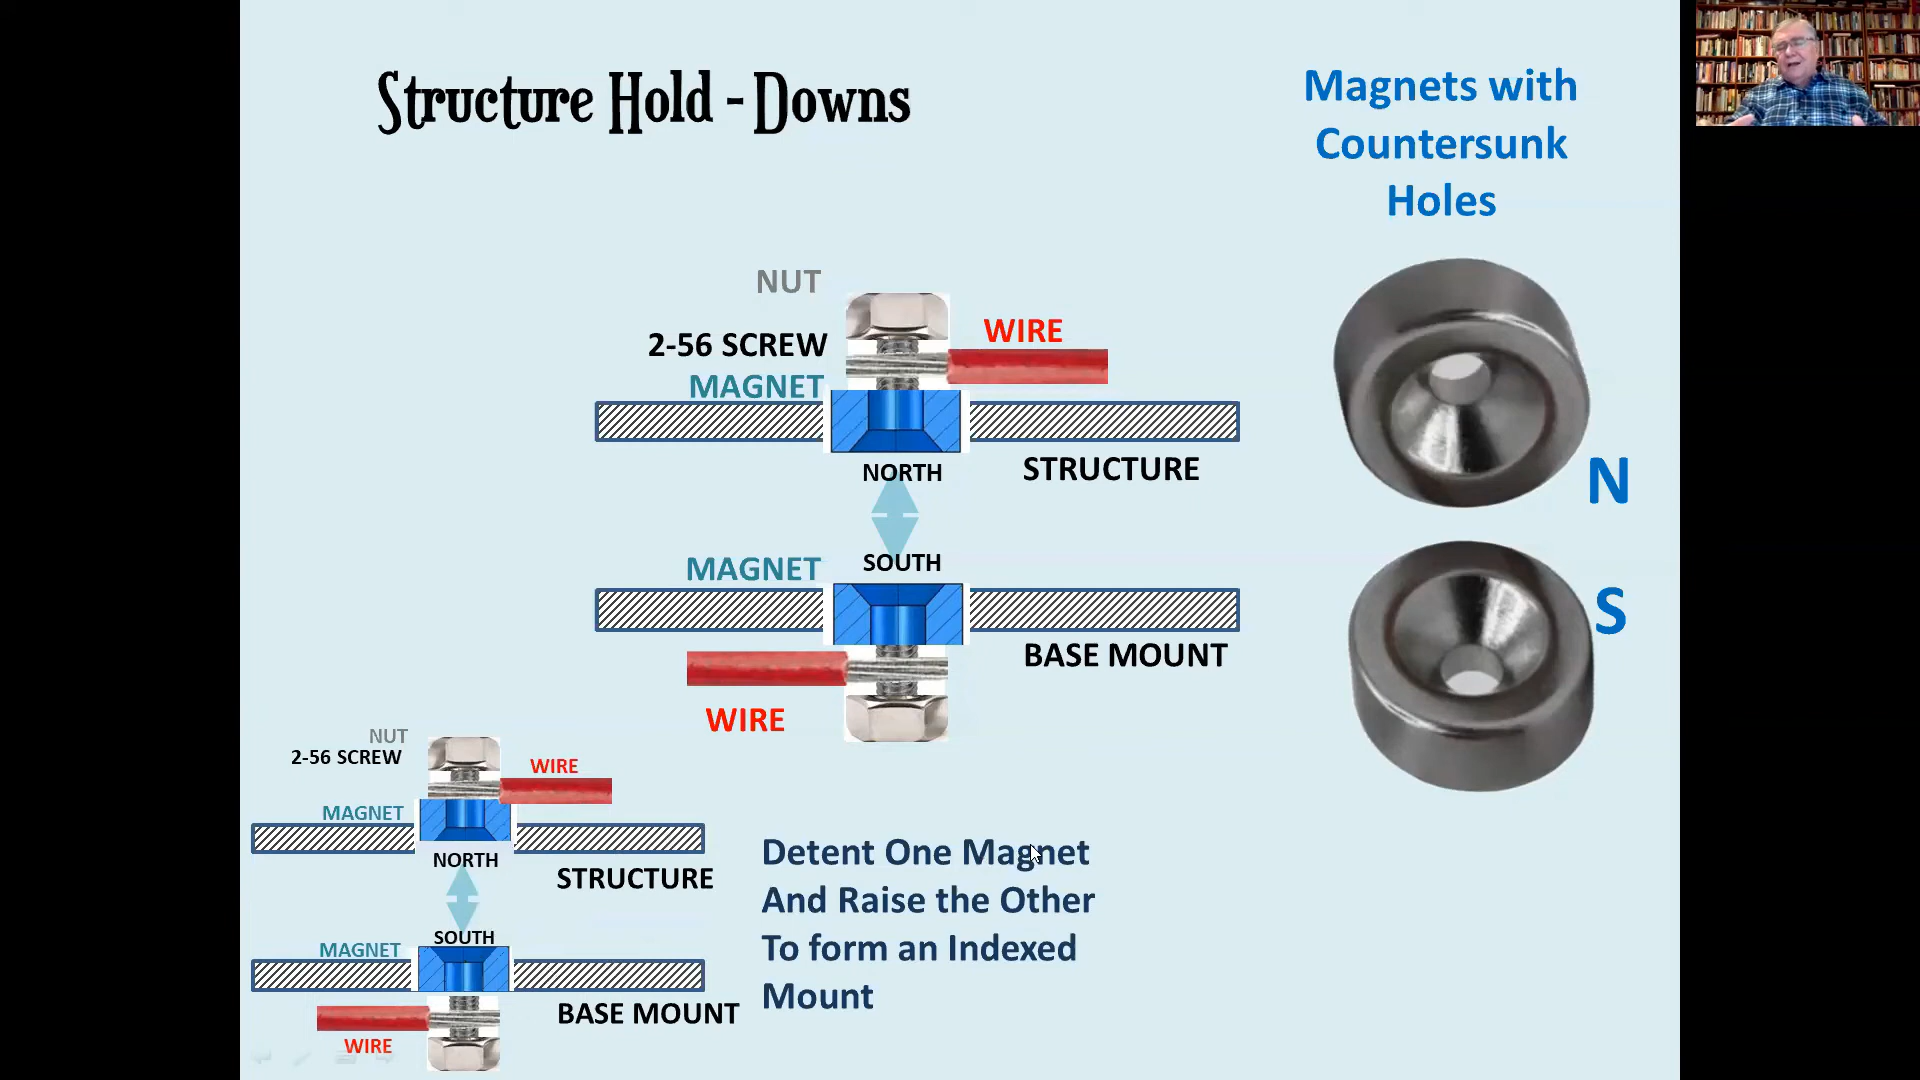 Structure Hold - Downs
Magnets with
Countersunk
Holes
NUT
2-56 SCREW
WIRE
MAGNET
NORTH
STRUCTURE
N
MAGNET
SOUTH
S
BASE MOUNT
WIRE
NUT
2-56 SCREW
WIRE
MAGNET
NORTH
STRUCTURE
MAGNET
SOUTH
BASE MOUNT
WIRE
Detent One Magnet
And Raise the Other
To form an Indexed
Mount